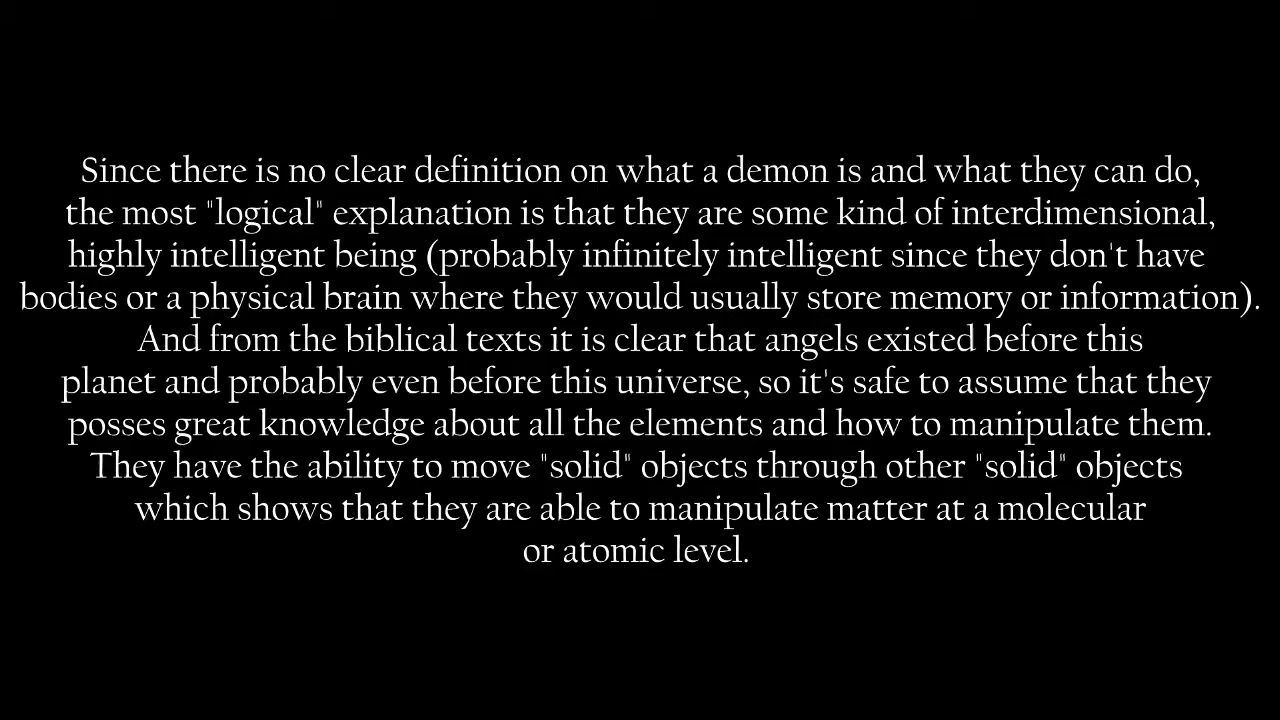 Since there is no clear definition on what a demon is and what they can do,
the most "logical" explanation is that they are some kind of interdimensional,
highly intelligent being (probably infinitely intelligent since they don't have
bodies or a physical brain where they would usually store memory or information).
And from the biblical texts it is clear that angels existed before this
planet and probably even before this universe, so it's safe to assume that they
posses great knowledge about all the elements and how to manipulate them.
They have the ability to move "solid" objects through other "solid" objects
which shows that they are able to manipulate matter at a molecular
or atomic level.